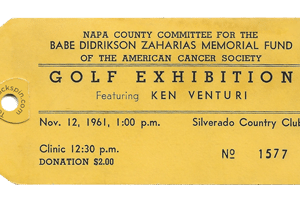 NAPA COUNTY COMMITTEE FOR THE
BABE DIDRIKSON ZAHARIAS MEMORIAL FUND
OF THE AMERICAN CANCER SOCIETY
GOLF EXHIBITION
Featuring KEN VENTURI
Nov. 12, 1961, 1:00 p.m. Silverado Country Club
Clinic 12:30 p.m.
DONATION $2.00
Nº 1577